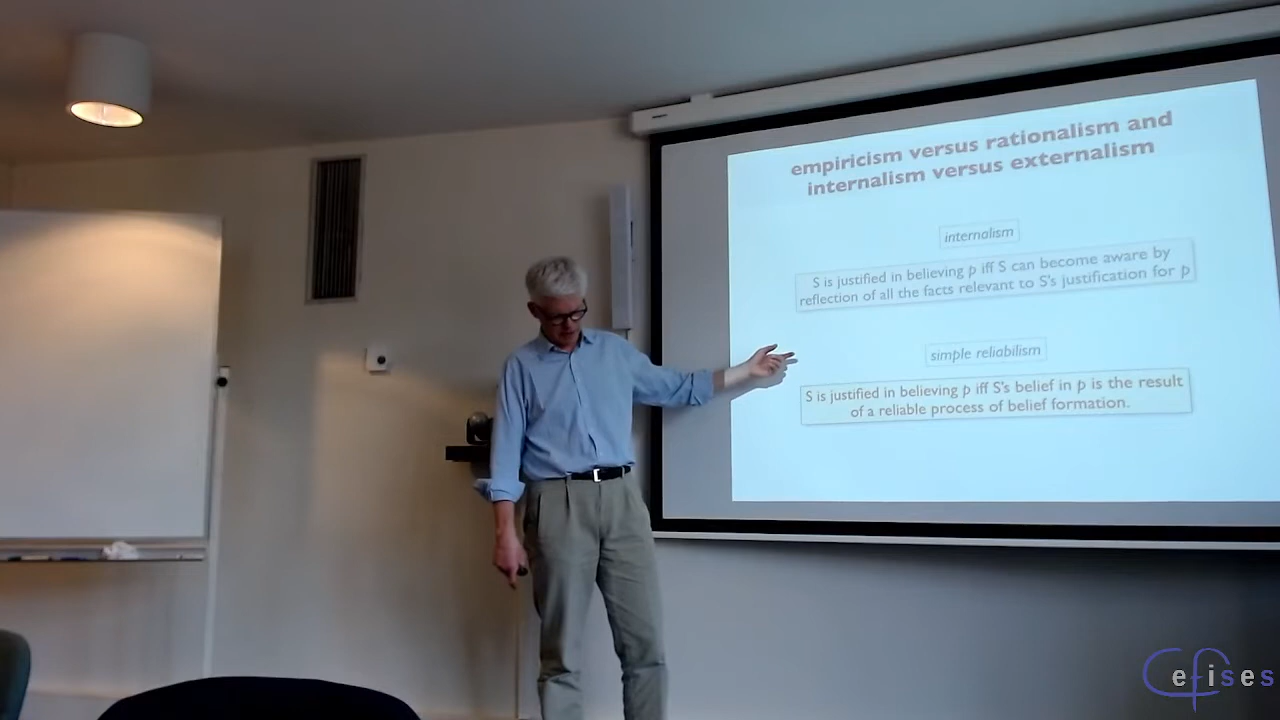 empiricism versus rationalism and
internalism versus externalism
internalism
S is justified in believing p iff S can become aware by
reflection of all the facts relevant to S's justification for p
simple reliabilism
S is justified in believing p iff S's belief in p is the result
of a reliable process of belief formation.
Cefises